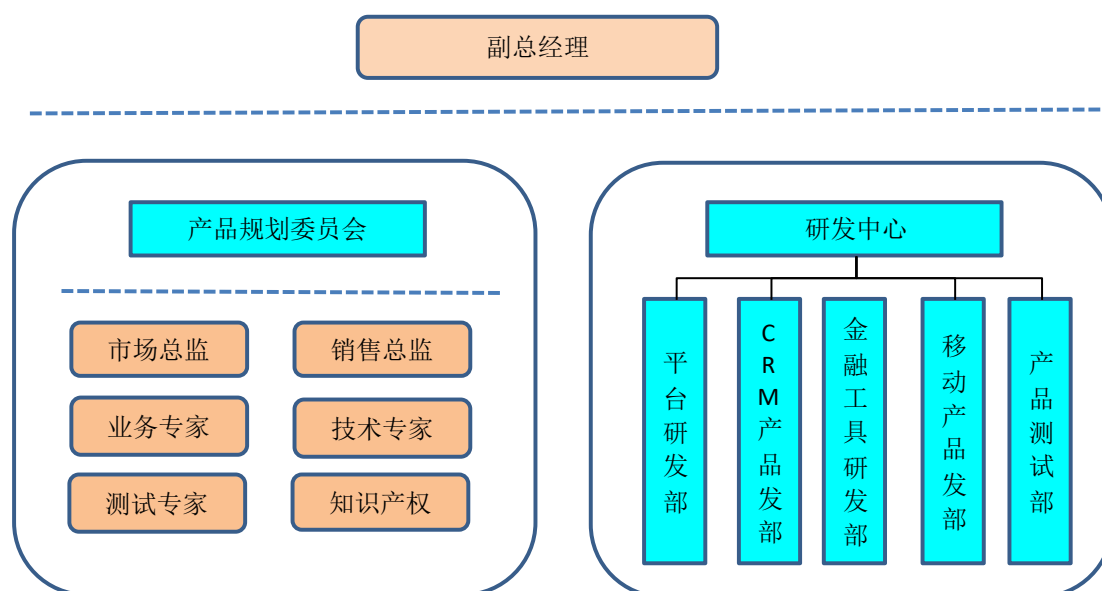 副总经理
产品规划委员会
市场总监
销售总监
业务专家
技术专家
测试专家
知识产权
研发中心
平台研发部
CRM产品发部
金融工具研发部
移动产品发部
产品测试部